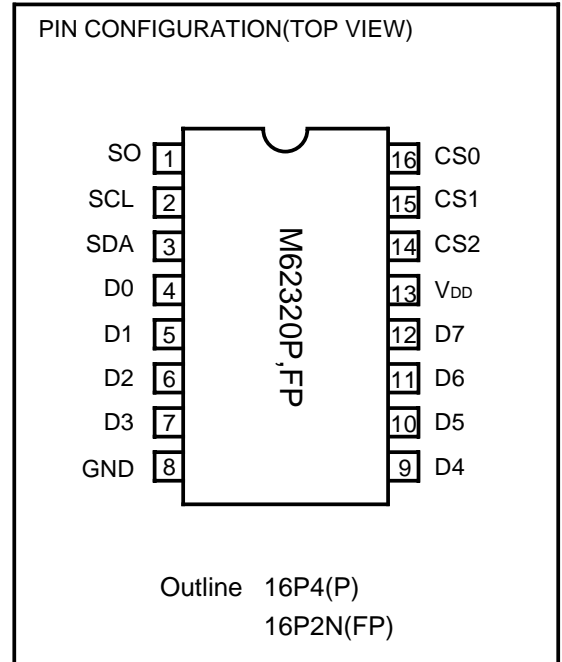 PIN CONFIGURATION(TOP VIEW)
SO 1 16 CS0
SCL 2 15 CS1
SDA 3 14 CS2
D0 4 13 VDD
D1 5 12 D7
D2 6 11 D6
D3 7 10 D5
GND 8 9 D4
M62320P,FP
Outline 16P4(P)
16P2N(FP)